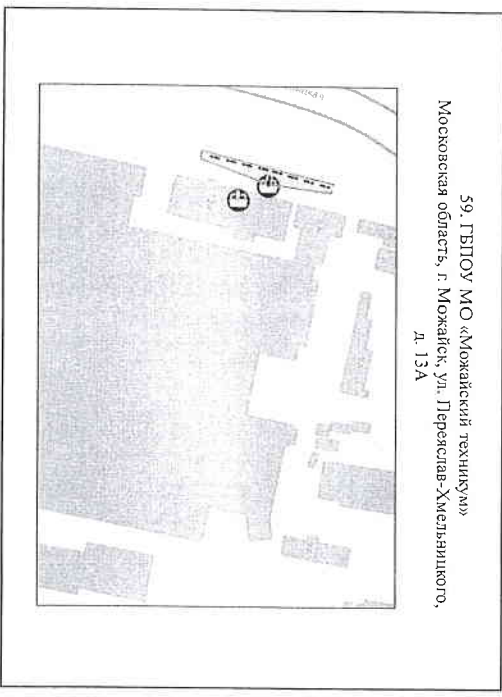 59. ГБПОУ МО «Можайский техникум»
Московская область, г. Можайск, ул. Переяслав-Хмельницкого,
д. 13А